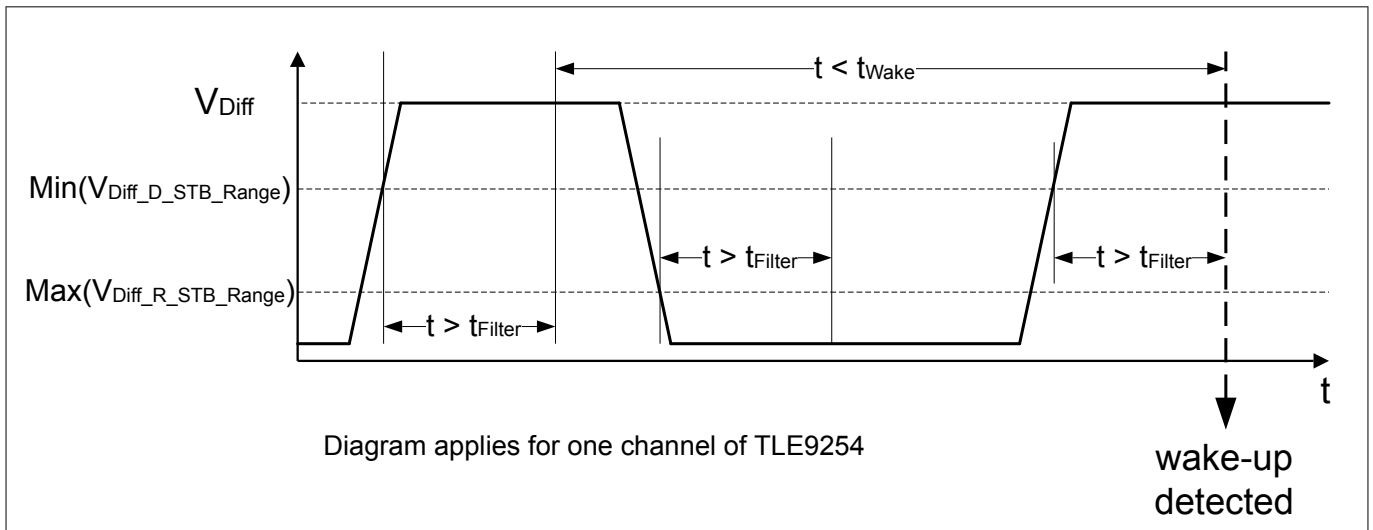 t < tWake
VDiff
Min(VDiff_D_STB_Range)
t > tFilter
t > tFilter
Max(VDiff_R_STB_Range)
t > tFilter
t
Diagram applies for one channel of TLE9254
wake-up
detected